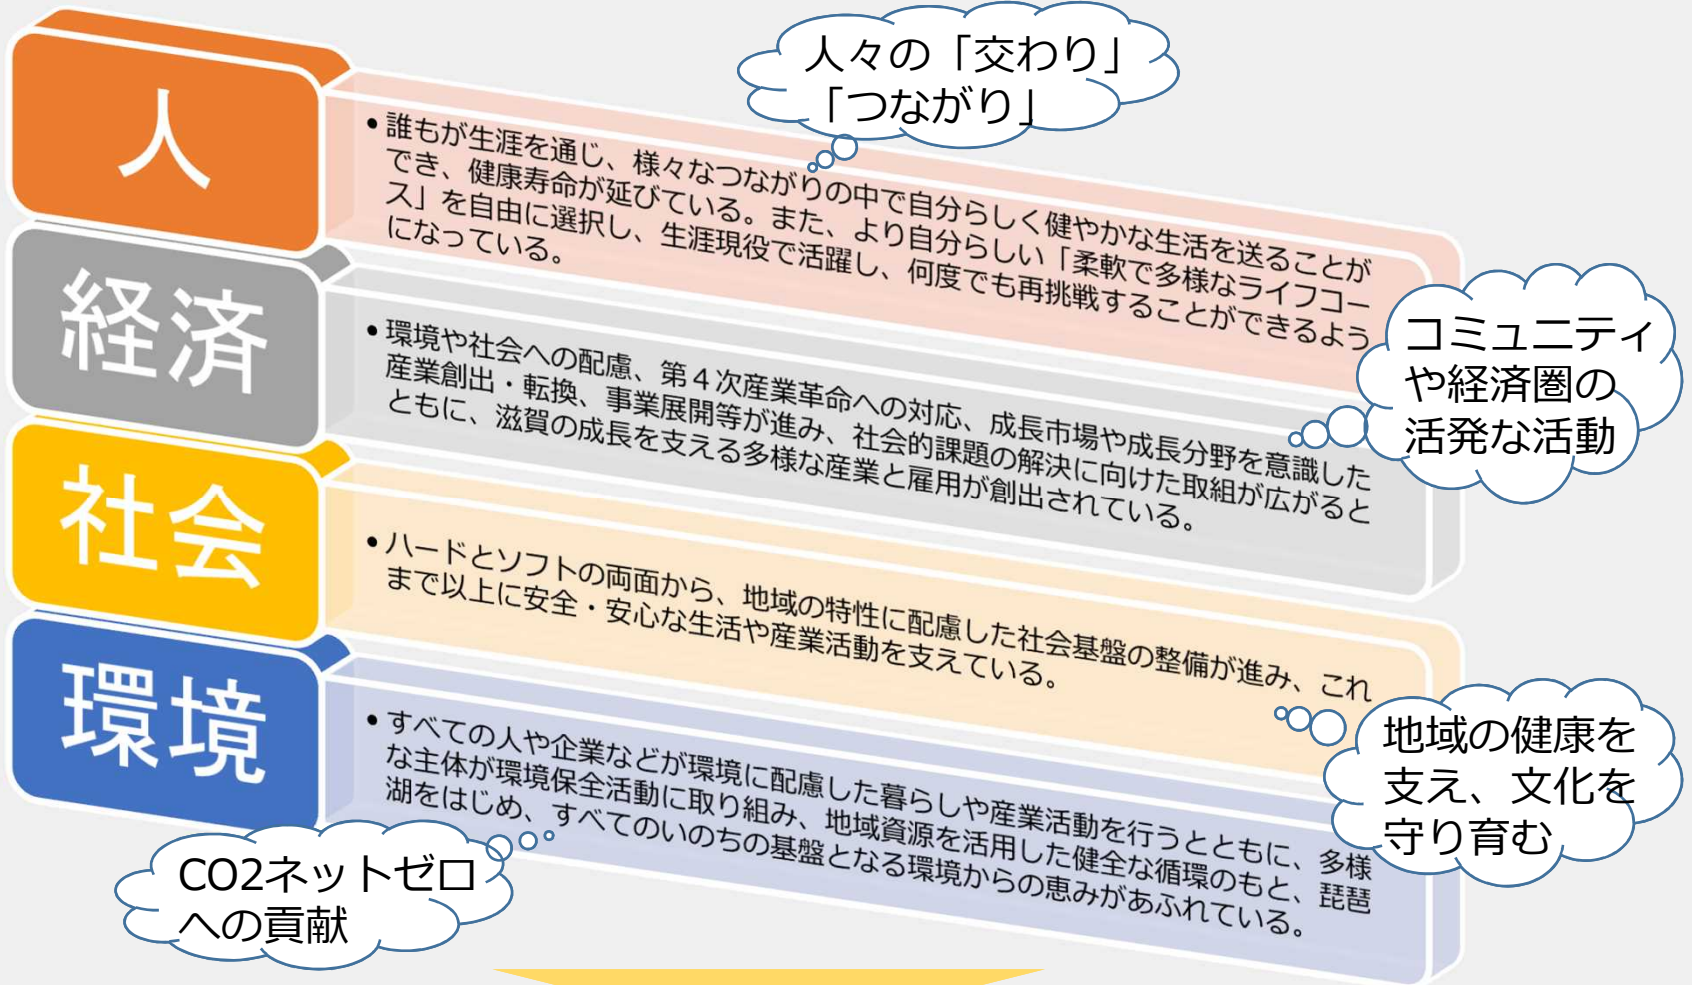 人々の「交わり」
「つながり」
人
• 誰もが生涯を通じ、様々なつながりの中で自分らしく健やかな生活を送ることが
でき、健康寿命が延びている。また、より自分らしい「柔軟で多様なライフコー
ス」を自由に選択し、生涯現役で活躍し、何度でも再挑戦することができるよう
になっている。
経済
• 環境や社会への配慮、第４次産業革命への対応、成長市場や成長分野を意識した
産業創出・転換、事業展開等が進み、社会的課題の解決に向けた取組が広がると
ともに、滋賀の成長を支える多様な産業と雇用が創出されている。
コミュニティ
や経済圏の
活発な活動
社会
• ハードとソフトの両面から、地域の特性に配慮した社会基盤の整備が進み、これ
まで以上に安全・安心な生活や産業活動を支えている。
地域の健康を
支え、文化を
守り育む
環境
• すべての人や企業などが環境に配慮した暮らしや産業活動を行うとともに、多様
な主体が環境保全活動に取り組み、地域資源を活用した健全な循環のもと、琵琶
湖をはじめ、すべてのいのちの基盤となる環境からの恵みがあふれている。
CO2ネットゼロ
への貢献